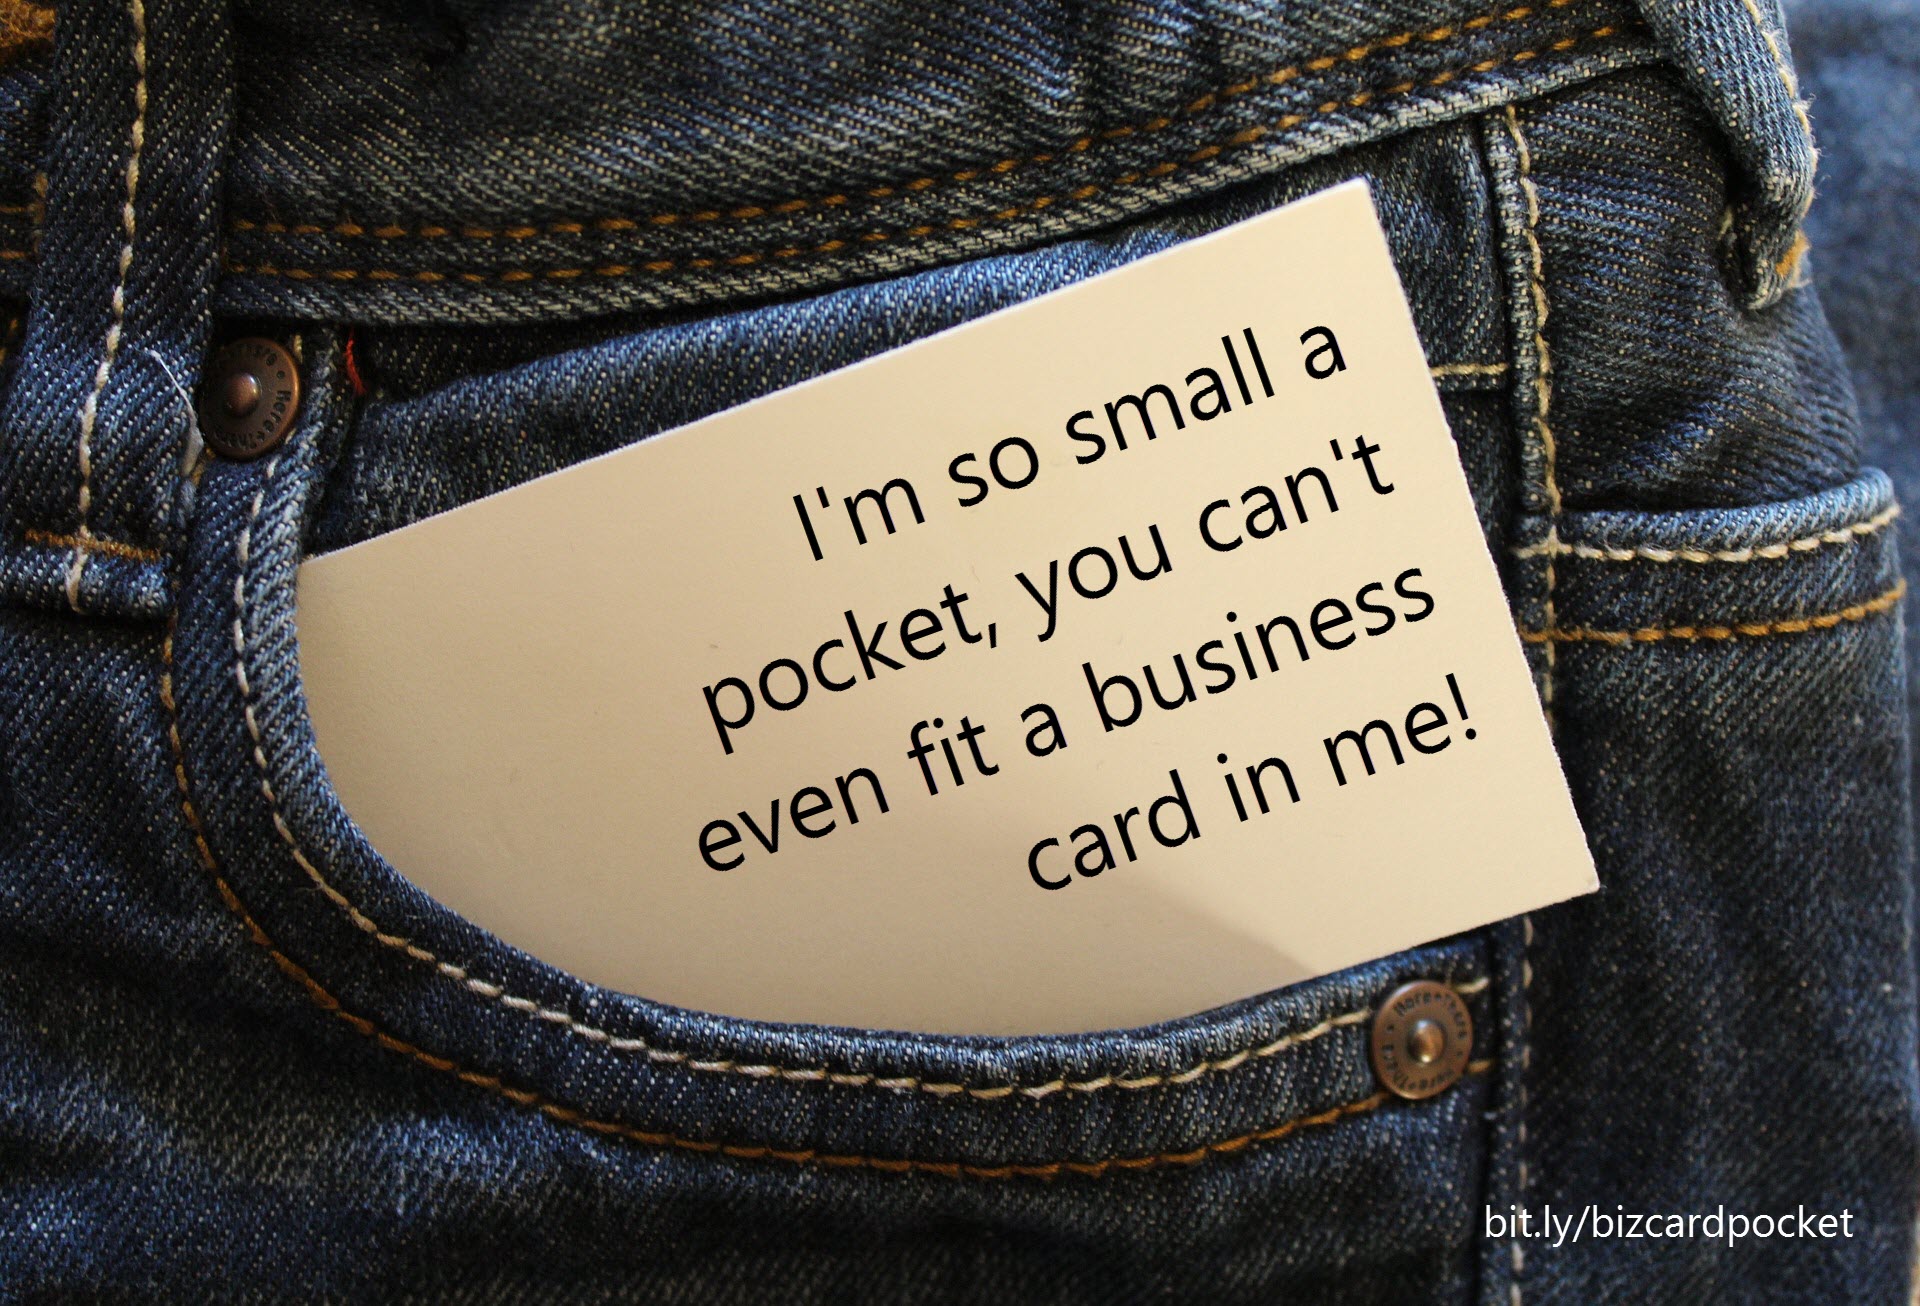 I'm so small a
pocket, you can't
even fit a business
card in me!
bit.ly/bizcardpocket